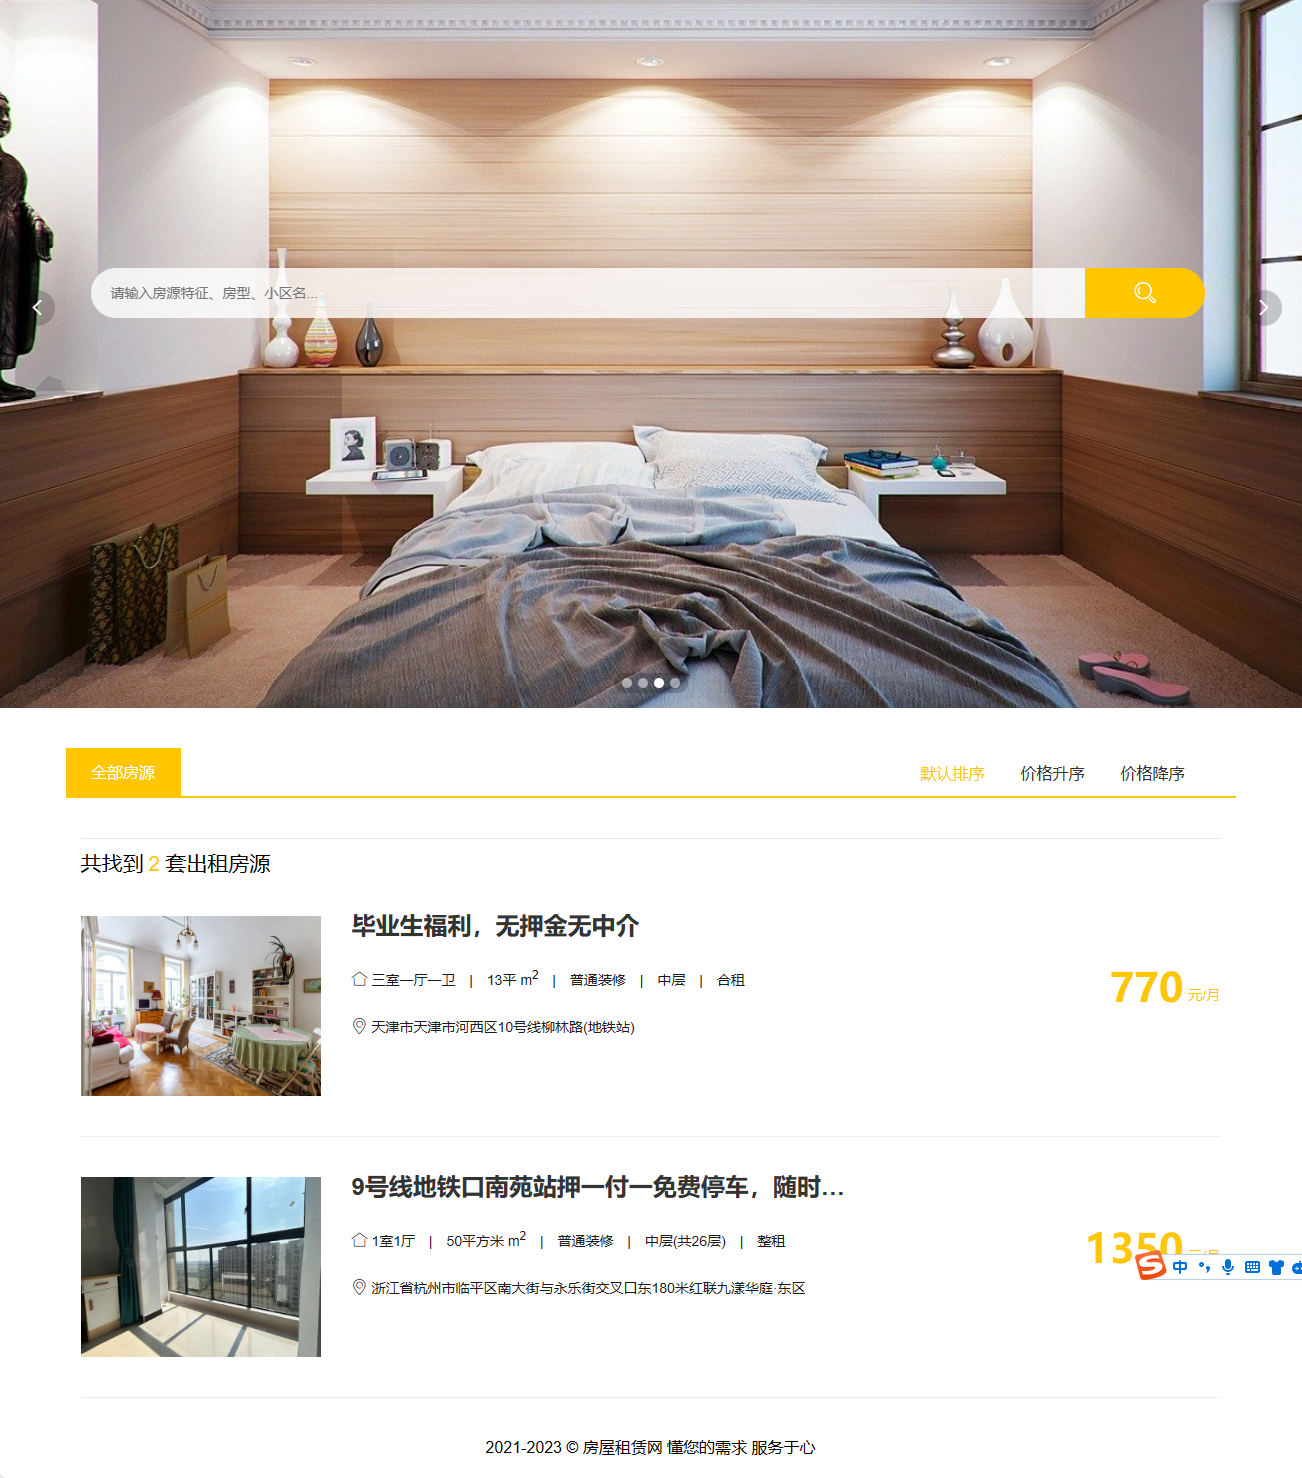 请输入房源特征、房型、小区名...
全部房源
默认排序 价格升序 价格降序
共找到 2 套出租房源
毕业生福利，无押金无中介
三室一厅一卫 | 13平 m² | 普通装修 | 中层 | 合租
770 元/月
天津市天津市河西区10号线柳林路(地铁站)
9号线地铁口南苑站押一付一免费停车，随时...
1室1厅 | 50平方米 m² | 普通装修 | 中层(共26层) | 整租
1350 元/月
中
浙江省杭州市临平区南大街与永乐街交叉口东180米红联九漾华庭·东区
2021-2023 © 房屋租赁网 懂您的需求 服务于心